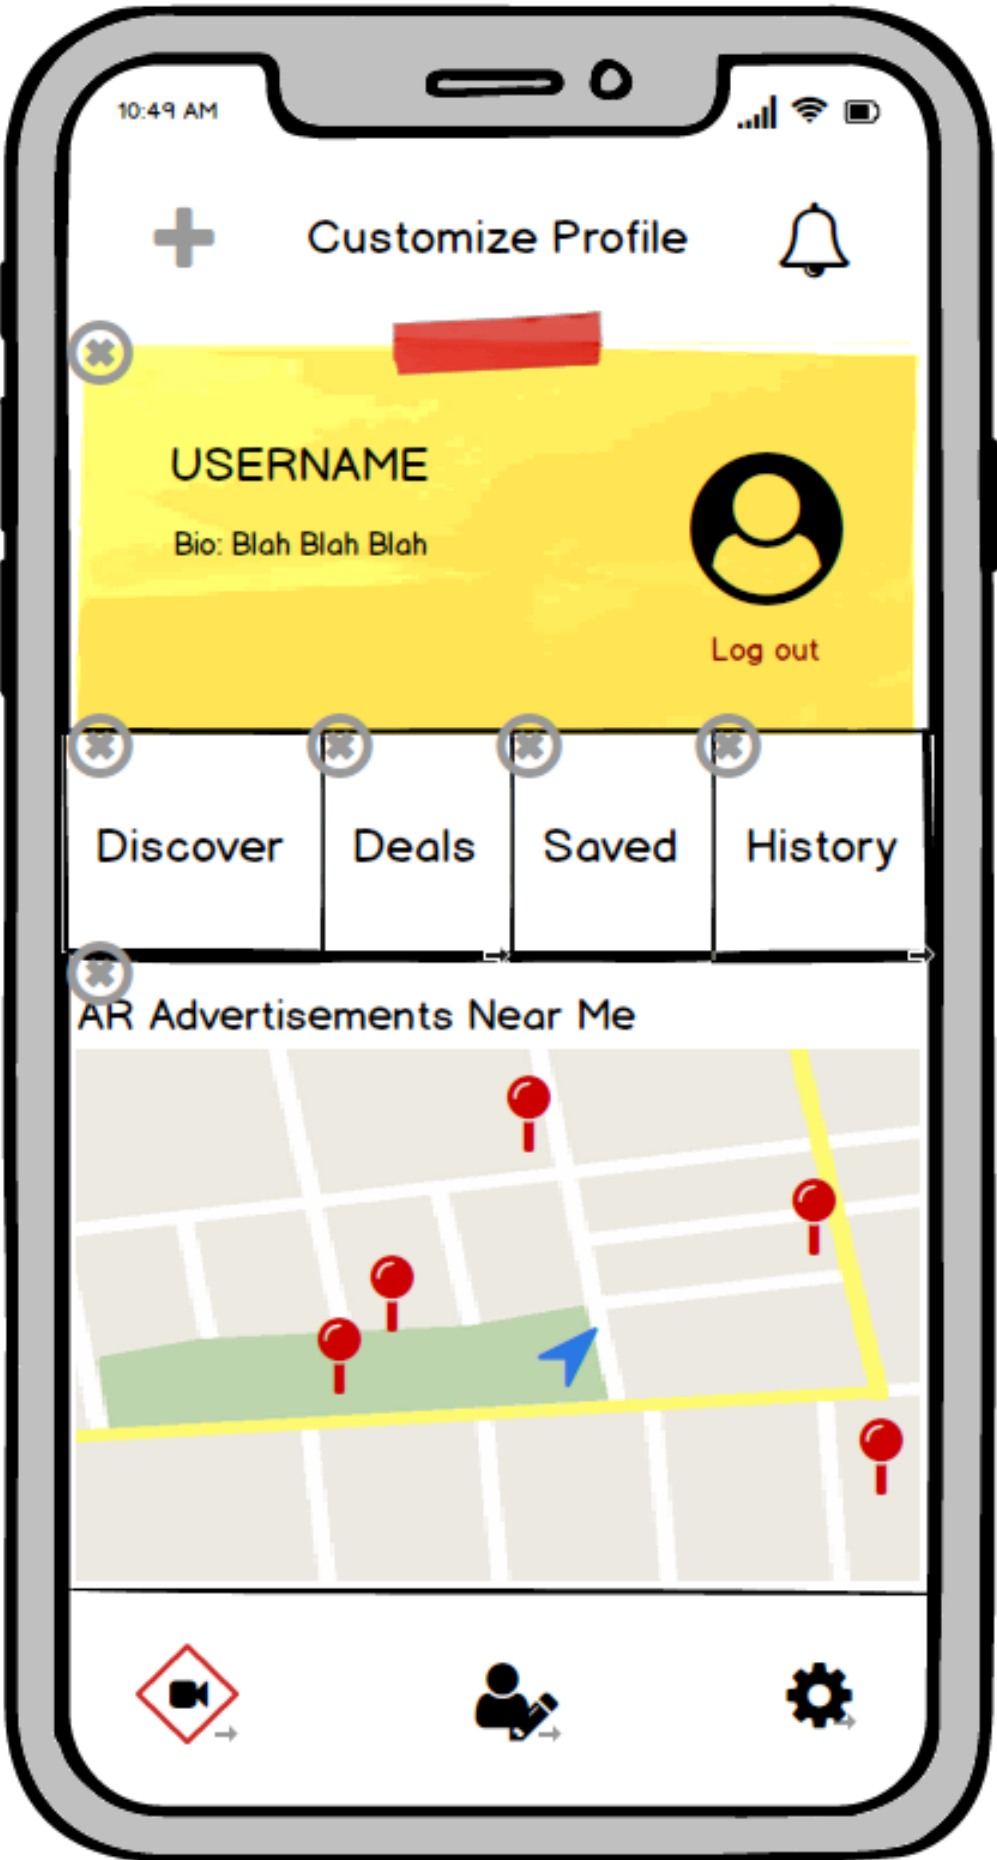 10:49 AM
Customize Profile
USERNAME
Bio: Blah Blah Blah
Log out
Discover Deals Saved History
AR Advertisements Near Me